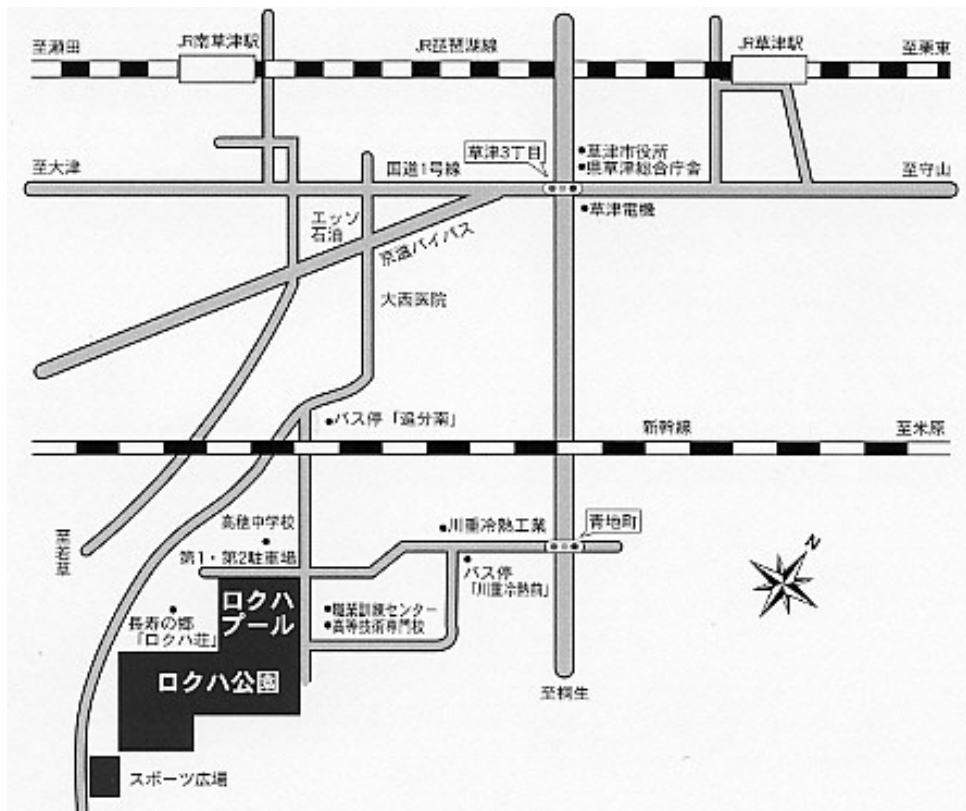 JR南草津駅
JR琵琶湖線
JR草津駅
至瀬田
至栗東
草津3丁目
●草津市役所
●県草津総合庁舎
至大津
国道1号線
至守山
●草津電機
エッソ
石油
京滋バイパス
大西医院
●バス停「追分南」
新幹線
至米原
至若草
高穂中学校
●
●川重冷熱工業
青地町
第1・第2駐車場
バス停
「川重冷熱前」
N
ロクハ
プール
●職業訓練センター
●高等技術専門校
長寿の郷
「ロクハ荘」
ロクハ公園
至桐生
スポーツ広場